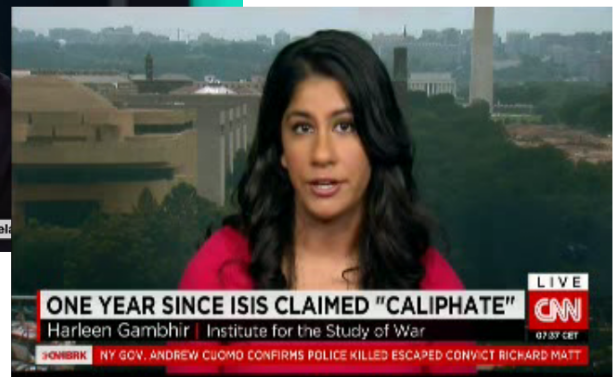 ela
LIVE
ONE YEAR SINCE ISIS CLAIMED "CALIPHATE"
CNN
Harleen Gambhir | Institute for the Study of War
07:37 CET
NY GOV. ANDREW CUOMO CONFIRMS POLICE KILLED ESCAPED CONVICT RICHARD MATT